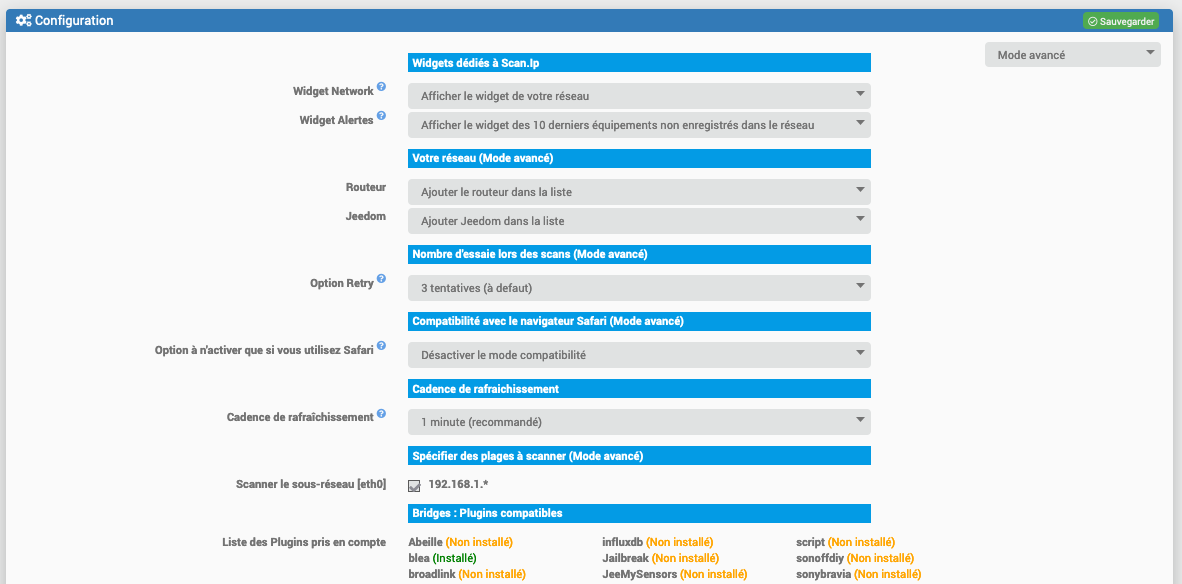 Configuration
Sauvegarder
Mode avancé
Widgets dédiés à Scan.Ip
Widget Network ? Afficher le widget de votre réseau
Widget Alertes ? Afficher le widget des 10 derniers équipements non enregistrés dans le réseau
Votre réseau (Mode avancé)
Routeur Ajouter le routeur dans la liste
Jeedom Ajouter Jeedom dans la liste
Nombre d'essaie lors des scans (Mode avancé)
Option Retry ? 3 tentatives (à defaut)
Compatibilité avec le navigateur Safari (Mode avancé)
Option à n'activer que si vous utilisez Safari ? Désactiver le mode compatibilité
Cadence de rafraichissement
Cadence de rafraîchissement ? 1 minute (recommandé)
Spécifier des plages à scanner (Mode avancé)
Scanner le sous-réseau [eth0] 192.168.1.*
Bridges : Plugins compatibles
Liste des Plugins pris en compte Abeille (Non installé) influxdb (Non installé) script (Non installé)
blea (Installé) Jailbreak (Non installé) sonoffdiy (Non installé)
broadlink (Non installé) JeeMySensors (Non installé) sonybravia (Non installé)